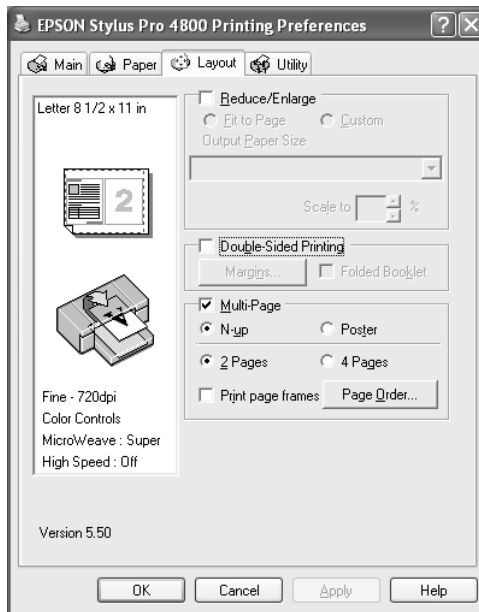 EPSON Stylus Pro 4800 Printing Preferences
Main Paper Layout Utility
Letter 8 1/2 x 11 in
2
Fine - 720dpi
Color Controls
MicroWeave : Super
High Speed : Off
Version 5.50
Reduce/Enlarge
Fit to Page Custom
Output Paper Size
Scale to %
Double-Sided Printing
Margins... Folded Booklet
Multi-Page
N-up Poster
2 Pages 4 Pages
Print page frames Page Order...
OK Cancel Apply Help